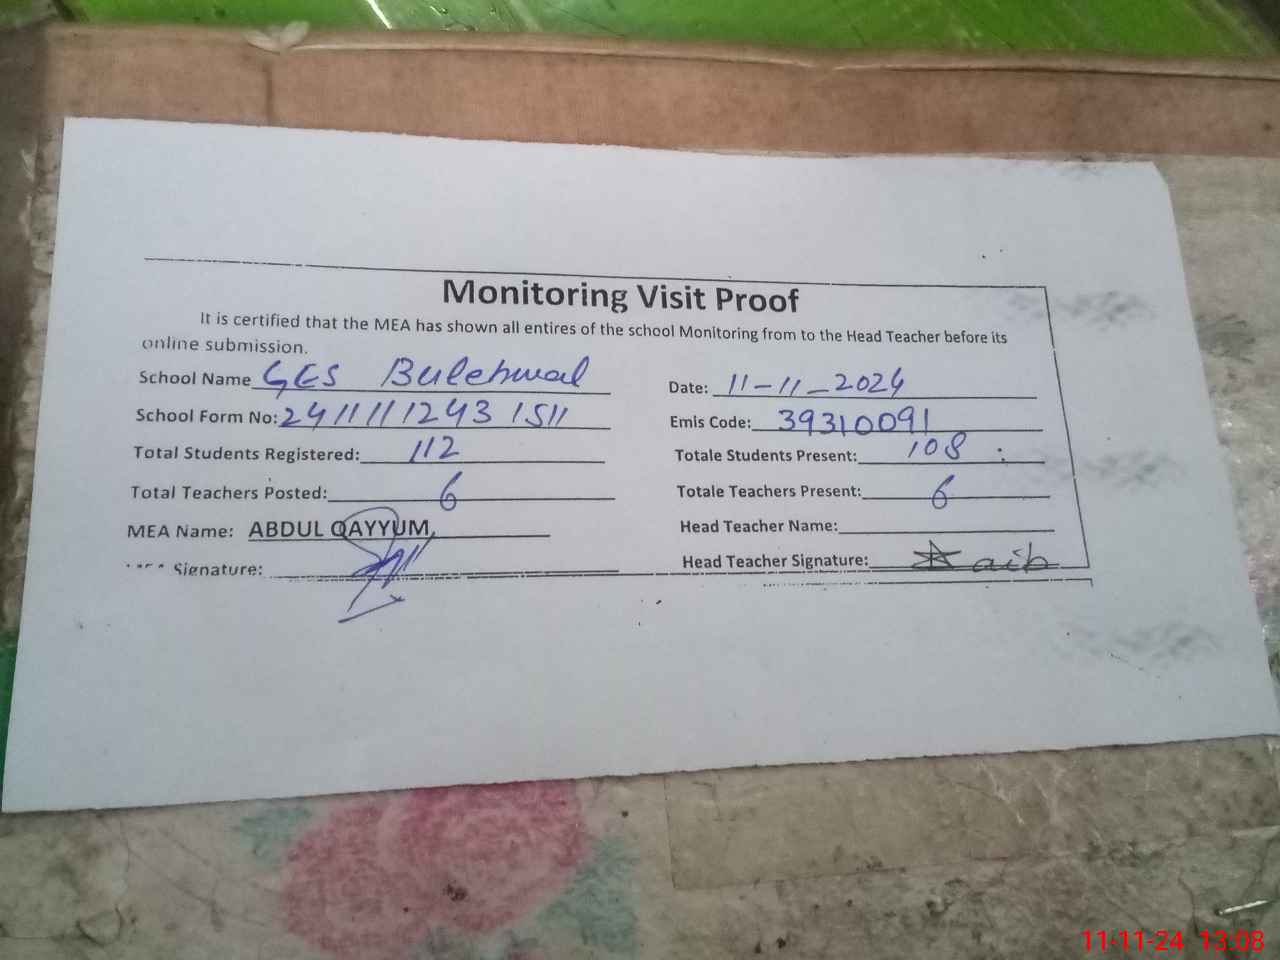 Monitoring Visit Proof
It is certified that the MEA has shown all entires of the school Monitoring from to the Head Teacher before its
online submission.
School Name GES Bulehwal Date: 11-11-2024
School Form No: 24111112431511 Emis Code: 39310091
Total Students Registered: 112 Totale Students Present: 108
Total Teachers Posted: 6 Totale Teachers Present: 6
MEA Name: ABDUL QAYYUM, Head Teacher Name:
Signature: Head Teacher Signature:
11-11-24 13:08